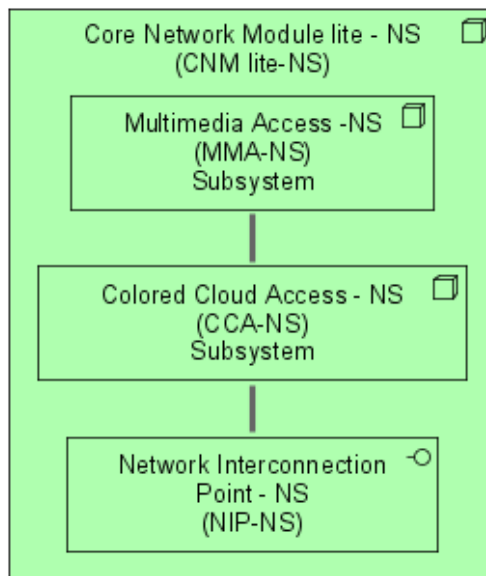 Core Network Module lite - NS
(CNM lite-NS)
Multimedia Access -NS
(MMA-NS)
Subsystem
Colored Cloud Access - NS
(CCA-NS)
Subsystem
Network Interconnection
Point - NS
(NIP-NS)